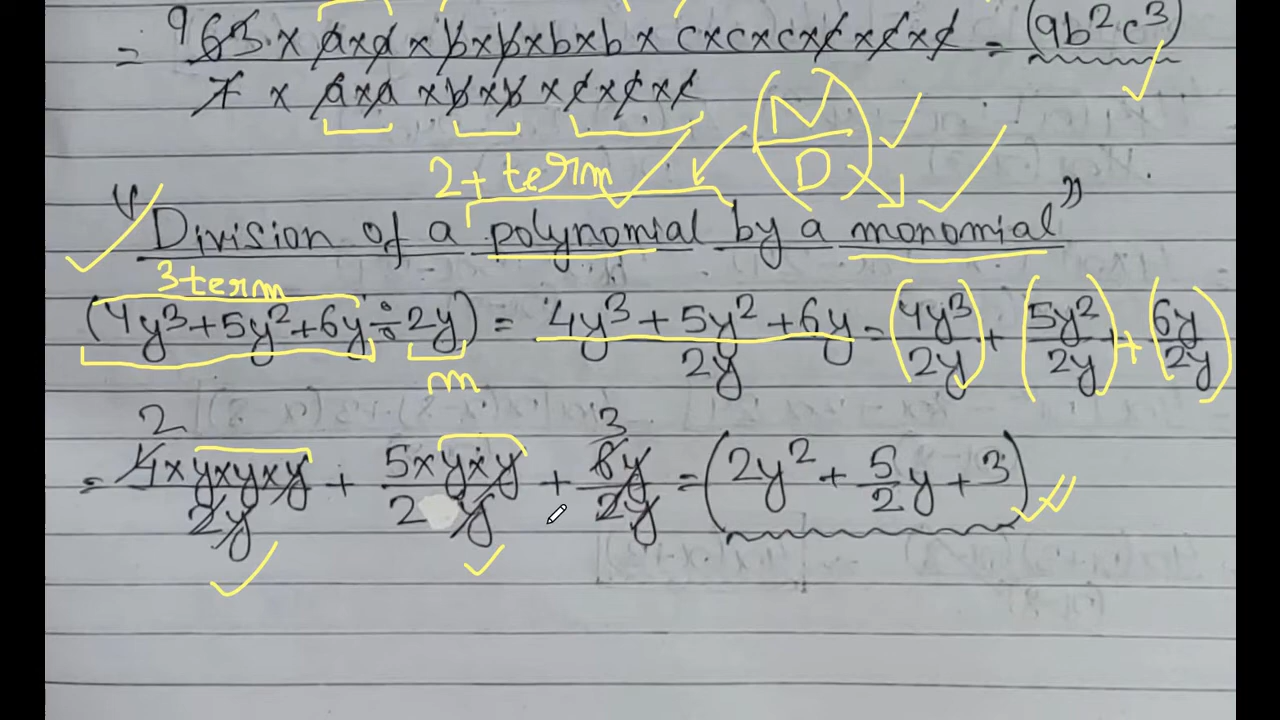 = 9 63 × a×a × b×b×b×b × c×c×c×c×c×c = (9b²c³)
7 × a×a × b×b × c×c×c
N
D
2+ term
"Division of a polynomial by a monomial"
3 term
(4y³+5y²+6y÷2y) = 4y³+5y²+6y / 2y = (4y³/2y) + (5y²/2y) + (6y/2y)
m
2 3
= 4×y×y×y / 2y + 5×y×y / 2 y + 6y / 2y = (2y² + 5/2 y + 3)